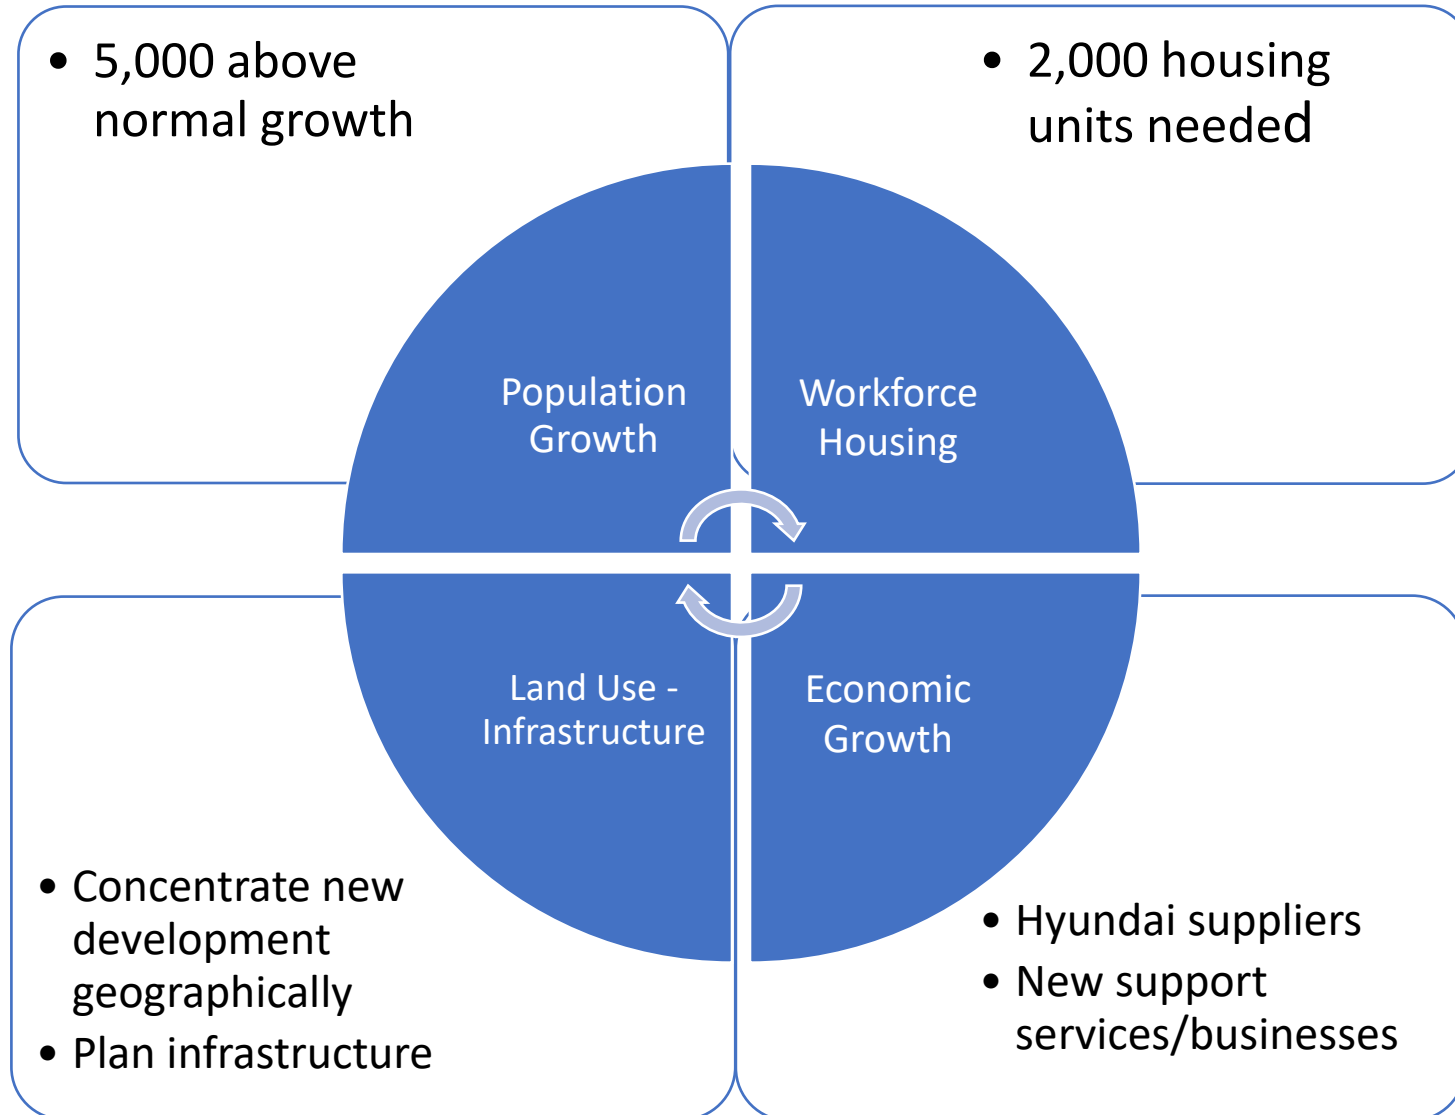 • 5,000 above
normal growth
• 2,000 housing
units needed
Population
Growth
Workforce
Housing
Land Use -
Infrastructure
Economic
Growth
• Concentrate new
development
geographically
• Plan infrastructure
• Hyundai suppliers
• New support
services/businesses